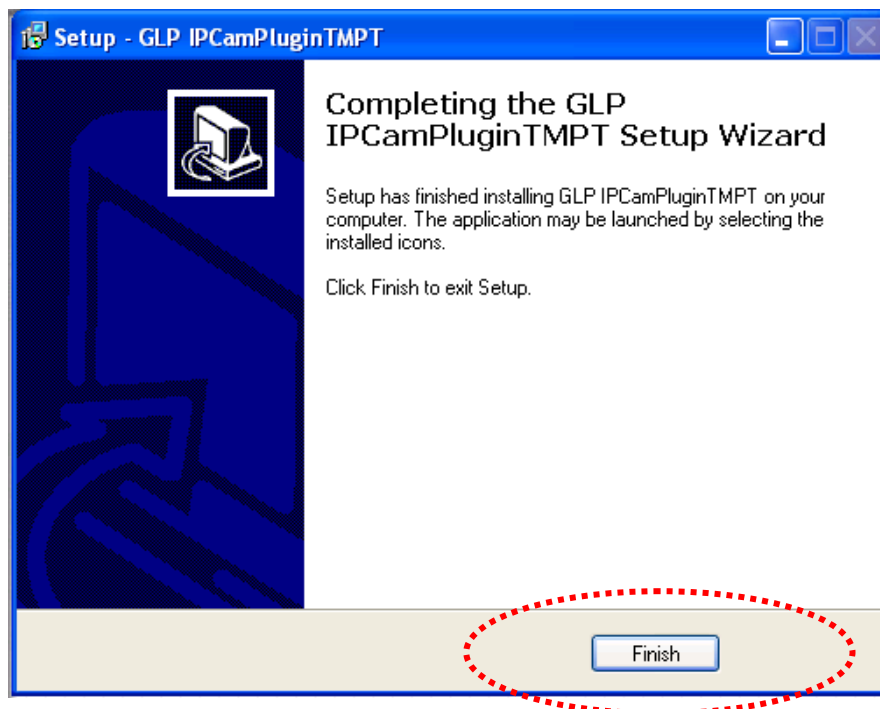 Setup - GLP IPCamPluginTMPT
Completing the GLP
IPCamPluginTMPT Setup Wizard
Setup has finished installing GLP IPCamPluginTMPT on your
computer. The application may be launched by selecting the
installed icons.
Click Finish to exit Setup.
Finish